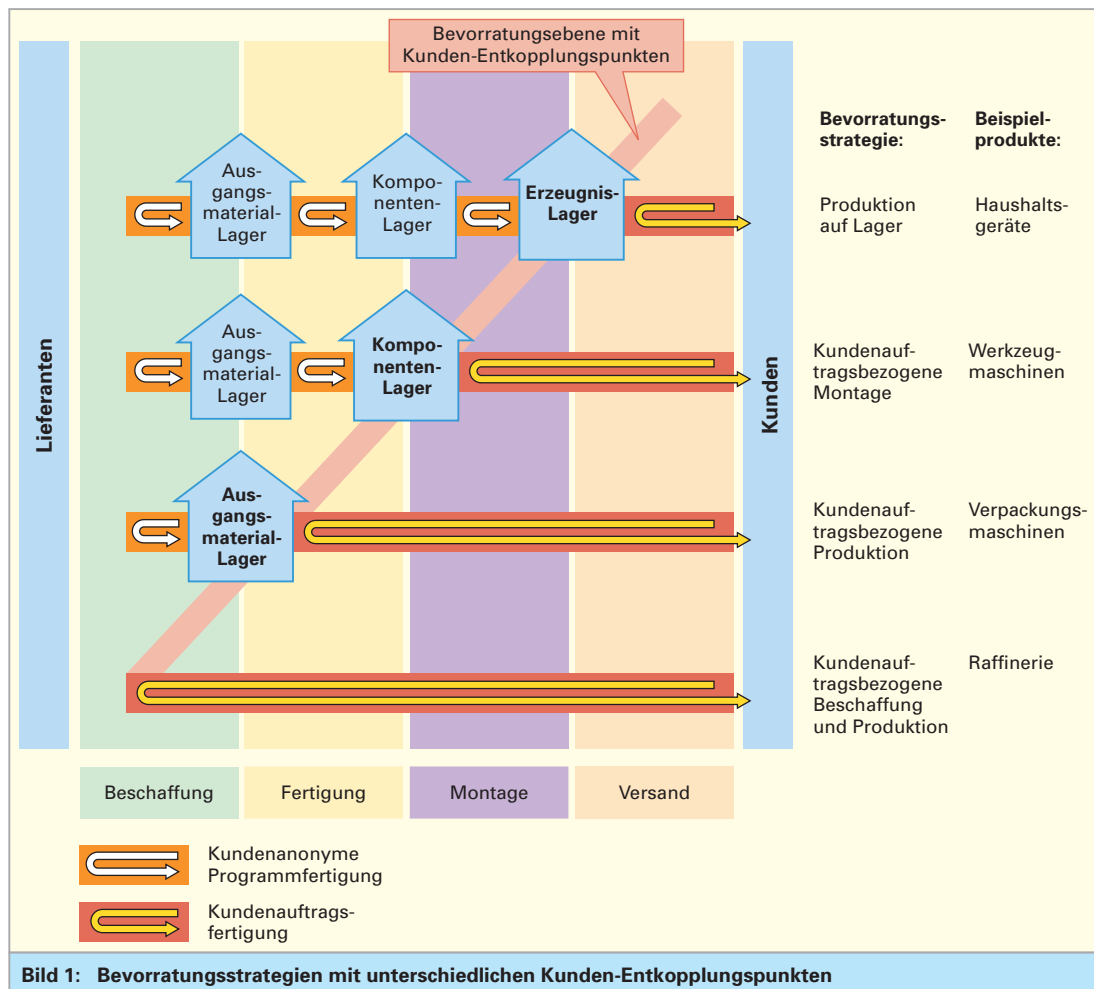 Bevorratungsebene mit
Kunden-Entkopplungspunkten
Bevorratungs-
strategie:
Beispiel-
produkte:
Lieferanten
Kunden
Aus-
gangs-
material-
Lager
Kompo-
nenten-
Lager
Erzeugnis-
Lager
Produktion
auf Lager
Haushalts-
geräte
Aus-
gangs-
material-
Lager
Kompo-
nenten-
Lager
Kundenauf-
tragsbezogene
Montage
Werkzeug-
maschinen
Aus-
gangs-
material-
Lager
Kundenauf-
tragsbezogene
Produktion
Verpackungs-
maschinen
Kundenauf-
tragsbezogene
Beschaffung
und Produktion
Raffinerie
Beschaffung
Fertigung
Montage
Versand
Kundenanonyme
Programmfertigung
Kundenauftrags-
fertigung
Bild 1: Bevorratungsstrategien mit unterschiedlichen Kunden-Entkopplungspunkten